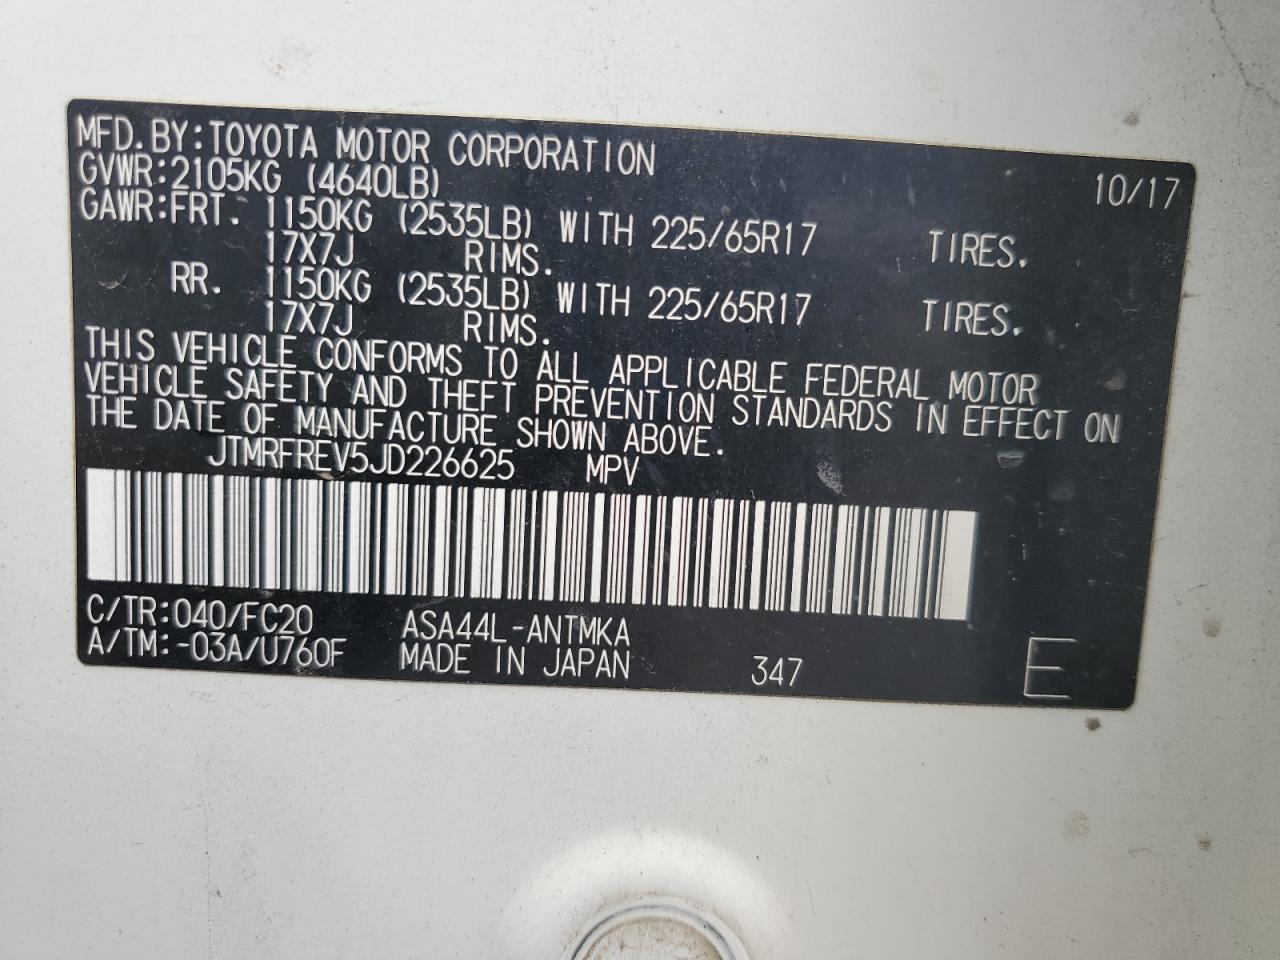 MFD.BY:TOYOTA MOTOR CORPORATION 10/17
GVWR:2105KG (4640LB)
GAWR:FRT. 1150KG (2535LB) WITH 225/65R17 TIRES.
17X7J RIMS.
RR. 1150KG (2535LB) WITH 225/65R17 TIRES.
17X7J RIMS.
THIS VEHICLE CONFORMS TO ALL APPLICABLE FEDERAL MOTOR
VEHICLE SAFETY AND THEFT PREVENTION STANDARDS IN EFFECT ON
THE DATE OF MANUFACTURE SHOWN ABOVE.
JTMRFREV5JD226625 MPV
C/TR:040/FC20 ASA44L-ANTMKA
A/TM:-03A/U760F MADE IN JAPAN 347 E